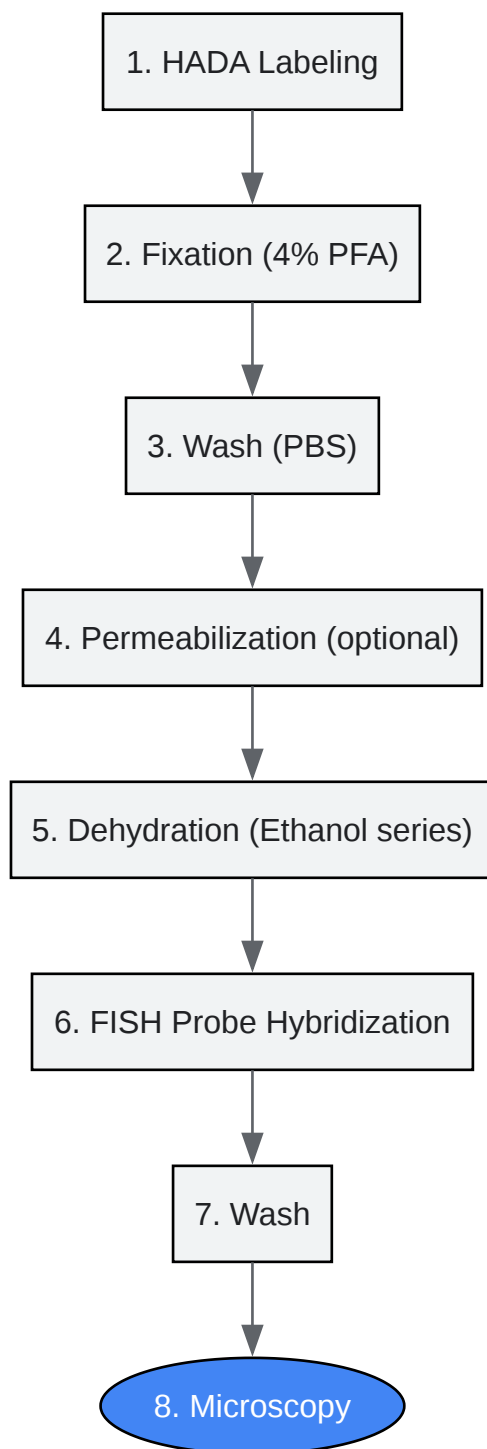 1. HADA Labeling
2. Fixation (4% PFA)
3. Wash (PBS)
4. Permeabilization (optional)
5. Dehydration (Ethanol series)
6. FISH Probe Hybridization
7. Wash
8. Microscopy